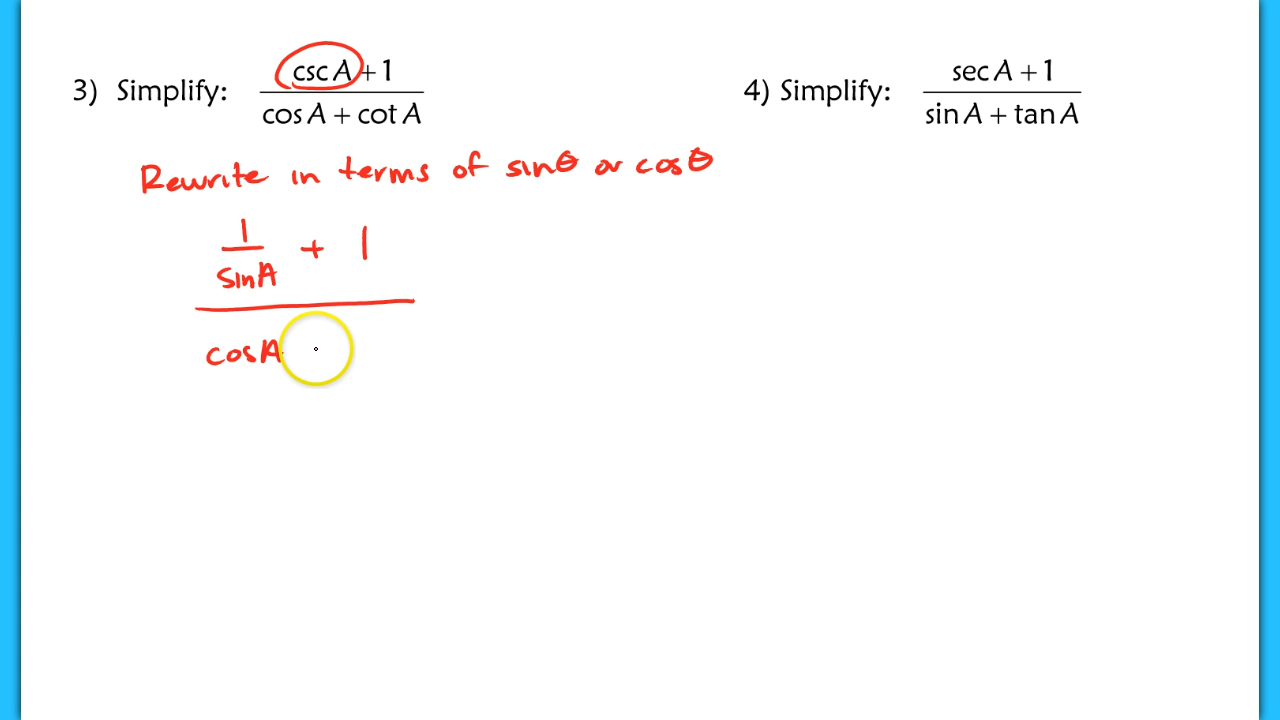 3) Simplify: csc A + 1
cos A + cot A
4) Simplify: sec A + 1
sin A + tan A
Rewrite in terms of sinθ or cosθ
1
sinA + 1
cosA